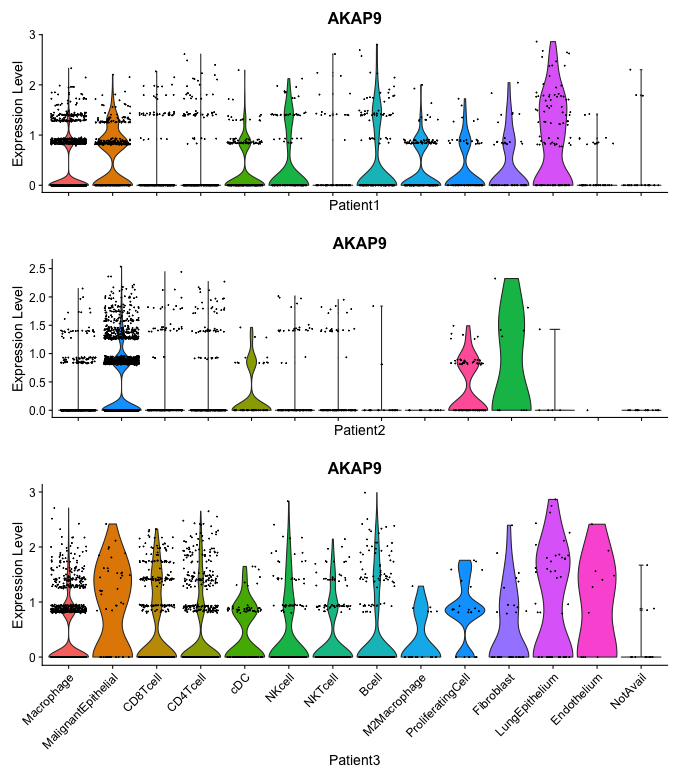 AKAP9
Expression Level
3
2
1
0
Patient1
AKAP9
Expression Level
2.5
2.0
1.5
1.0
0.5
0.0
Patient2
AKAP9
Expression Level
3
2
1
0
Macrophage
MalignantEpithelial
CD8Tcell
CD4Tcell
cDC
NKcell
NKTcell
Bcell
M2Macrophage
ProliferatingCell
Fibroblast
LungEpithelium
Endothelium
NotAvail
Patient3